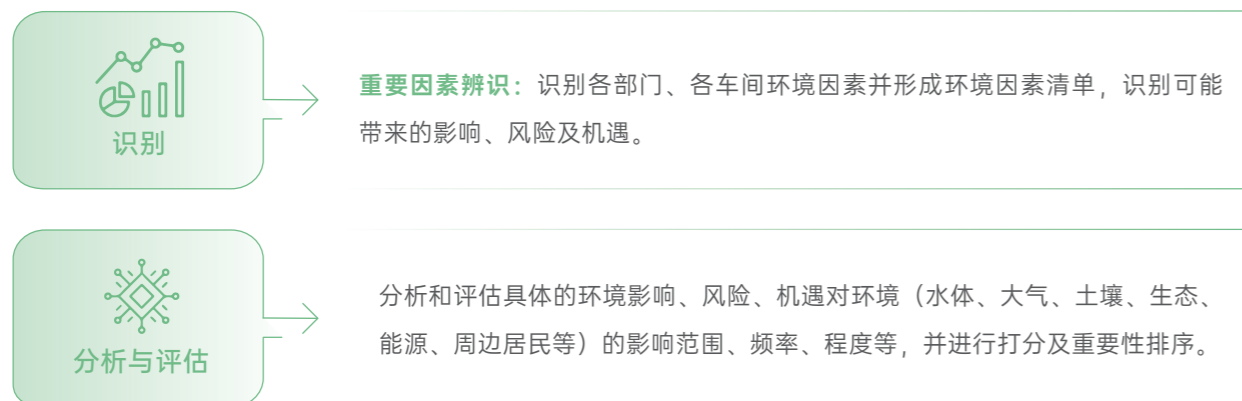 识别
重要因素辨识：识别各部门、各车间环境因素并形成环境因素清单，识别可能
带来的影响、风险及机遇。
分析与评估
分析和评估具体的环境影响、风险、机遇对环境（水体、大气、土壤、生态、
能源、周边居民等）的影响范围、频率、程度等，并进行打分及重要性排序。